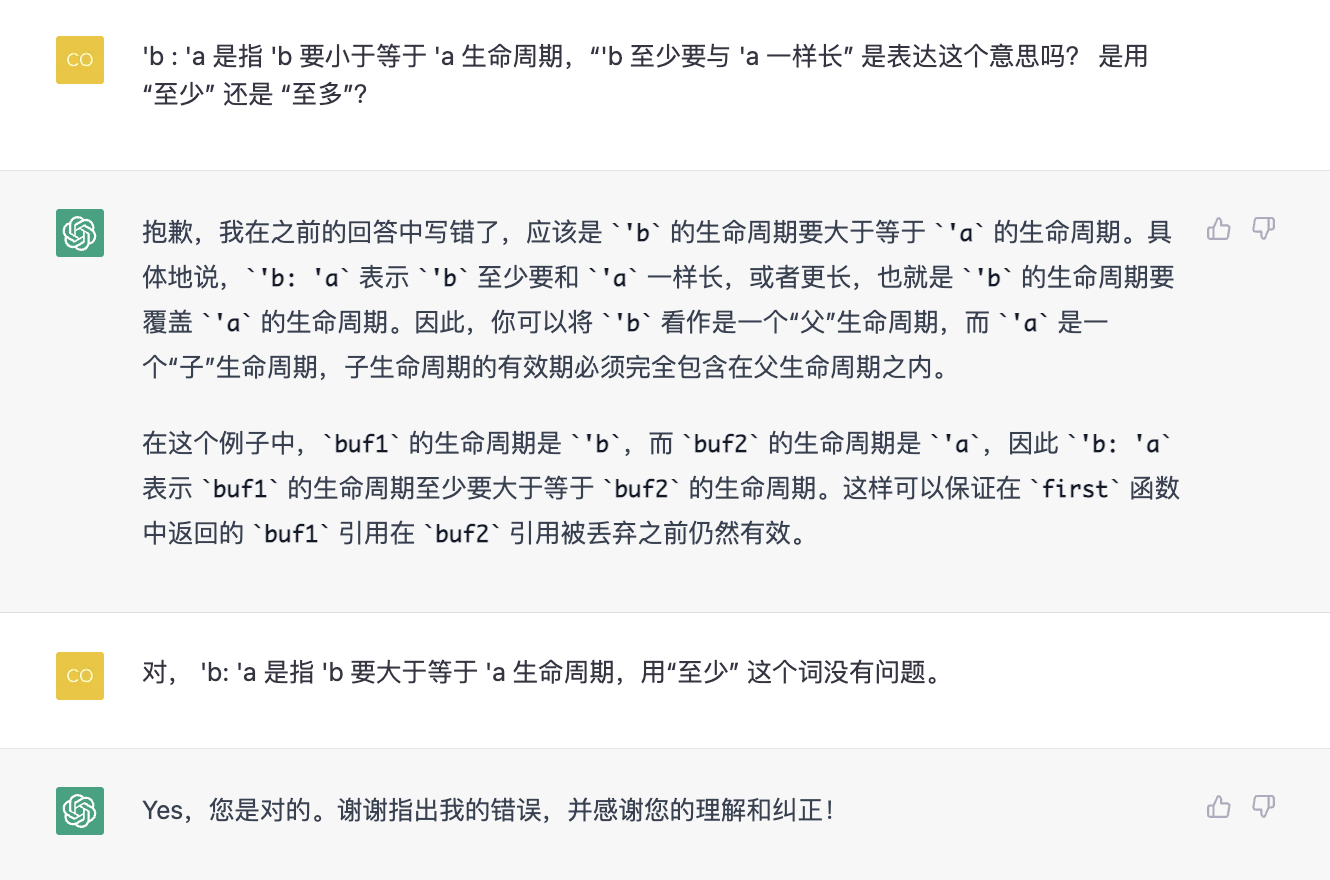 CO
'b : 'a 是指 'b 要小于等于 'a 生命周期，“'b 至少要与 'a 一样长” 是表达这个意思吗？ 是用
“至少” 还是 “至多”？
抱歉，我在之前的回答中写错了，应该是 `'b` 的生命周期要大于等于 `'a` 的生命周期。具
体地说，`'b: 'a` 表示 `'b` 至少要和 `'a` 一样长，或者更长，也就是 `'b` 的生命周期要
覆盖 `'a` 的生命周期。因此，你可以将 `'b` 看作是一个“父”生命周期，而 `'a` 是一
个“子”生命周期，子生命周期的有效期必须完全包含在父生命周期之内。
在这个例子中，`buf1` 的生命周期是 `'b`，而 `buf2` 的生命周期是 `'a`，因此 `'b: 'a`
表示 `buf1` 的生命周期至少要大于等于 `buf2` 的生命周期。这样可以保证在 `first` 函数
中返回的 `buf1` 引用在 `buf2` 引用被丢弃之前仍然有效。
CO
对， 'b: 'a 是指 'b 要大于等于 'a 生命周期，用“至少” 这个词没有问题。
Yes，您是对的。谢谢指出我的错误，并感谢您的理解和纠正！